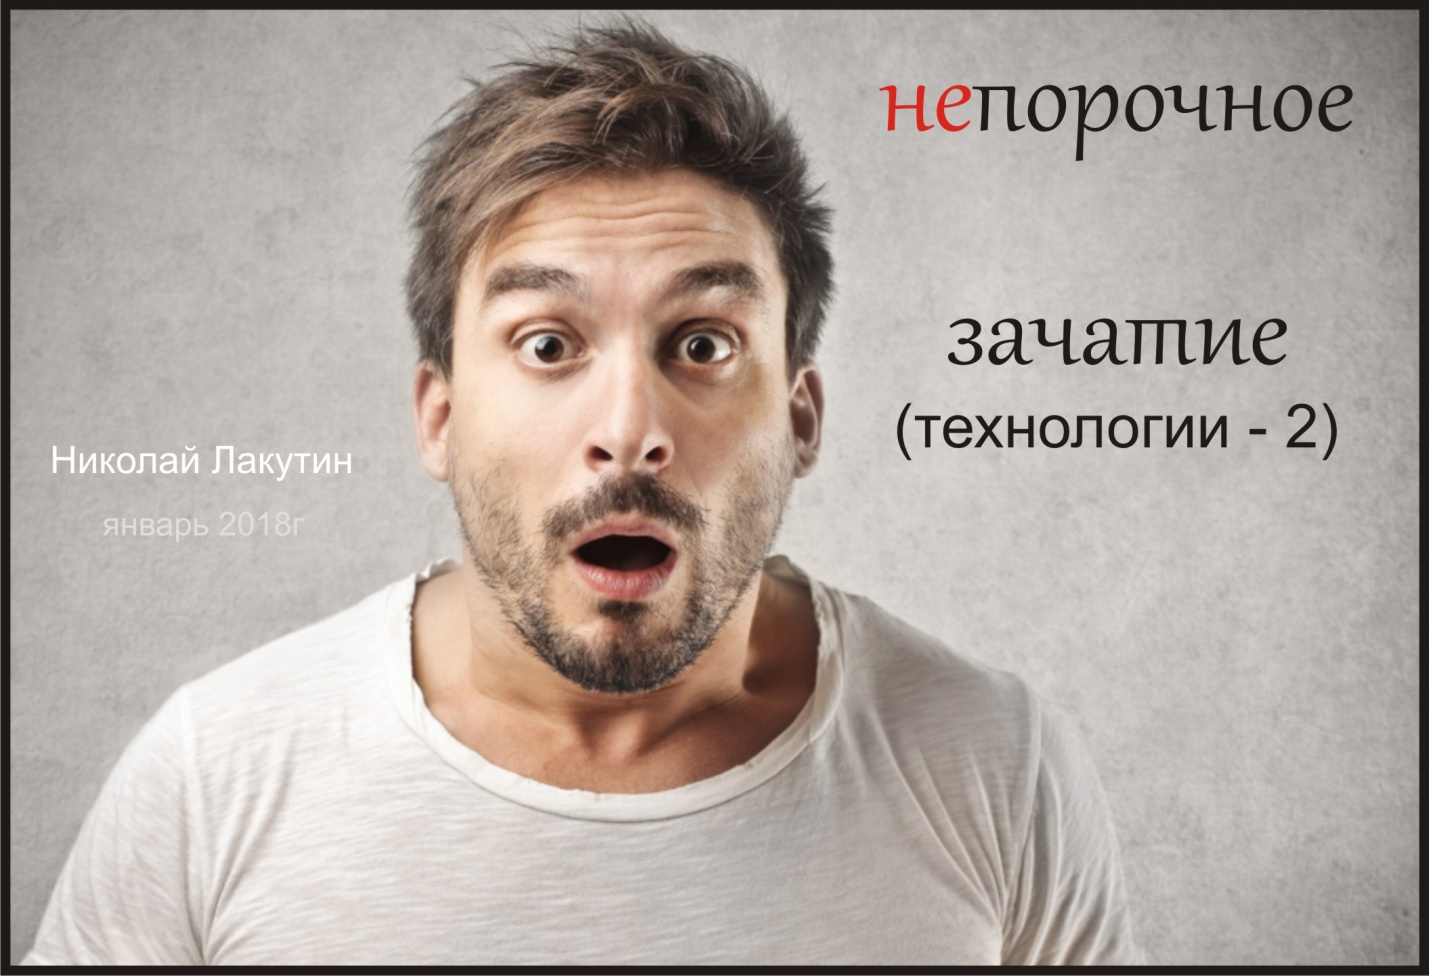 непорочное
зачатие
(технологии - 2)
Николай Лакутин
январь 2018г